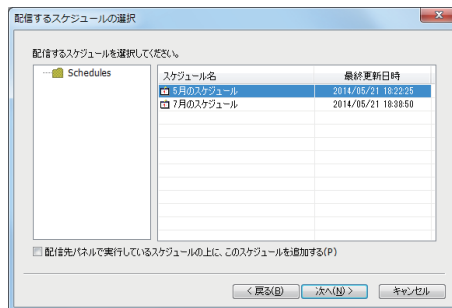 配信するスケジュールの選択
配信するスケジュールを選択してください。
Schedules
スケジュール名 最終更新日時
5月のスケジュール 2014/05/21 18:22:25
7月のスケジュール 2014/05/21 18:38:50
配信先パネルで実行しているスケジュールの上に、このスケジュールを追加する(P)
< 戻る(B) 次へ(N) > キャンセル